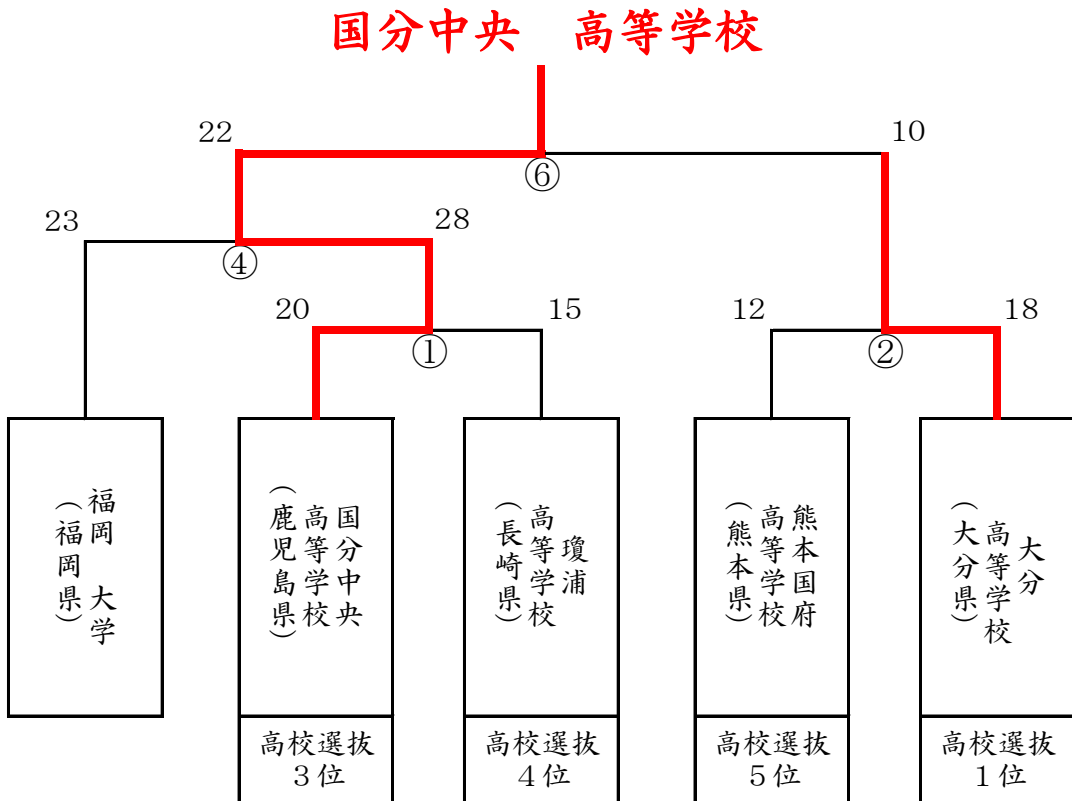 国分中央　高等学校
22
10
⑥
23
28
④
20
15
12
18
①
②
福岡　大学
(福岡県)
国分中央
高等学校
(鹿児島県)
瓊浦
高等学校
(長崎県)
熊本国府
高等学校
(熊本県)
大分
高等学校
(大分県)
高校選抜
３位
高校選抜
４位
高校選抜
５位
高校選抜
１位